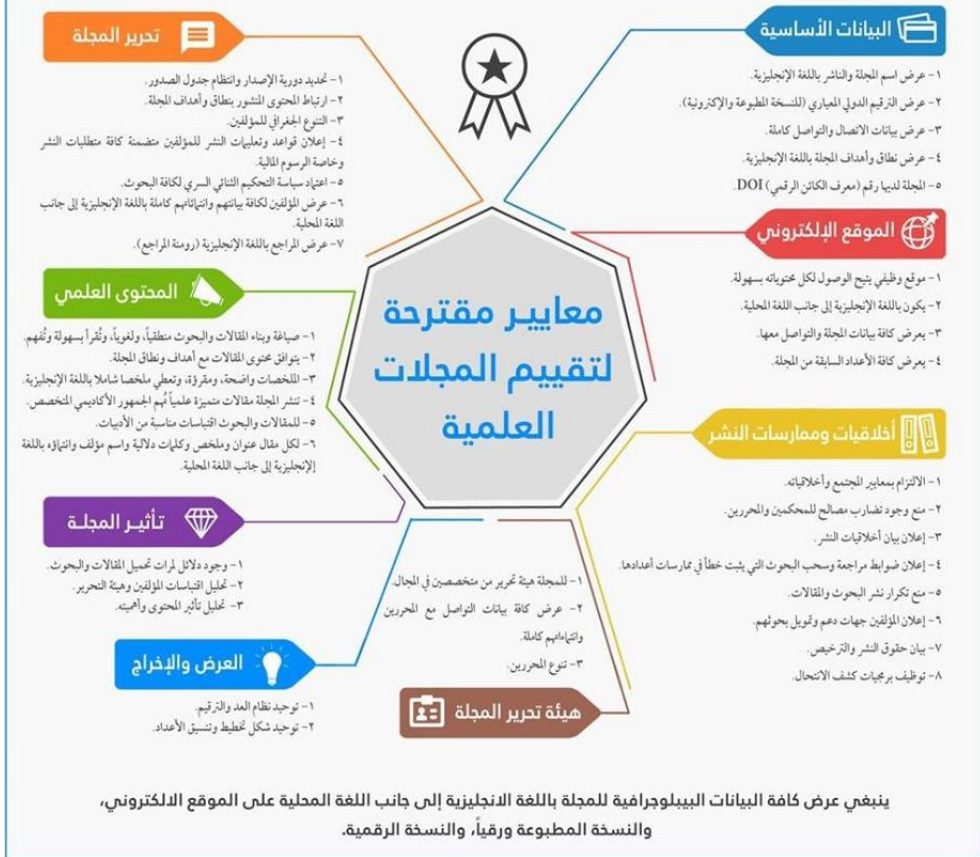 معايير مقترحة
لتقييم المجلات
العلمية
البيانات الأساسية
١- عرض اسم المجلة والناشر باللغة الإنجليزية.
٢- عرض الترقيم الدولي المعياري (للنسخة المطبوعة والإكترونية).
٣- عرض بيانات الاتصال والتواصل كاملة.
٤- عرض نطاق وأهداف المجلة باللغة الإنجليزية.
٥- المجلة لديها رقم (معرف الكائن الرقمي) DOI.
الموقع الإلكتروني
١- موقع وظيفي يتيح الوصول لكل محتوياته بسهولة.
٢- يكون باللغة الإنجليزية إلى جانب اللغة المحلية.
٣- يعرض كافة بيانات المجلة والتواصل معها.
٤- يعرض كافة الأعداد السابقة من المجلة.
أخلاقيات وممارسات النشر
١- الالتزام بمعايير المجتمع وأخلاقياته.
٢- منع وجود تضارب مصالح للمحكمين والمحررين.
٣- إعلان بيان أخلاقيات النشر.
٤- إعلان ضوابط مراجعة وسحب البحوث التي يثبت خطأ في ممارسات أعدادها.
٥- منع تكرار نشر البحوث والمقالات.
٦- إعلان المؤلفين جهات دعم وتمويل بحوثهم.
٧- بيان حقوق النشر والترخيص.
٨- توظيف برمجيات كشف الانتحال.
هيئة تحرير المجلة
١- للمجلة هيئة تحرير من متخصصين في المجال.
٢- عرض كافة بيانات التواصل مع المحررين
وانتماءاتهم كاملة.
٣- تنوع المحررين.
تحرير المجلة
١- تحديد دورية الإصدار وانتظام جدول الصدور.
٢- ارتباط المحتوى المنشور بنطاق وأهداف المجلة.
٣- التنوع الجغرافي للمؤلفين.
٤- إعلان قواعد وتعليمات النشر للمؤلفين متضمنة كافة متطلبات النشر
وخاصة الرسوم المالية.
٥- اعتماد سياسة التحكيم الثنائي السري لكافة البحوث.
٦- عرض المؤلفين لكافة بياناتهم وانتمائهم كاملة باللغة الإنجليزية إلى جانب
اللغة المحلية.
٧- عرض المراجع باللغة الإنجليزية (رومنة المراجع).
المحتوى العلمي
١- صياغة وبناء المقالات والبحوث منطقياً، ولغوياً، وتُقرأ بسهولة وتُفهم.
٢- يتوافق محتوى المقالات مع أهداف ونطاق المجلة.
٣- الملخصات واضحة، ومقروءة، وتعطي ملخصا شاملا باللغة الإنجليزية.
٤- تنشر المجلة مقالات متميزة علمياً تُهم الجمهور الأكاديمي المتخصص.
٥- للمقالات والبحوث اقتباسات مناسبة من الأدبيات.
٦- لكل مقال عنوان وملخص وكلمات دلالية واسم مؤلف وانتماؤه باللغة
الإنجليزية إلى جانب اللغة المحلية.
تأثير المجلة
١- وجود دلائل لمرات تحميل المقالات والبحوث.
٢- تحليل اقتباسات المؤلفين وهيئة التحرير.
٣- تحليل تأثير المحتوى وأهميته.
العرض والإخراج
١- توحيد نظام العد والترقيم.
٢- توحيد شكل تخطيط وتنسيق الأعداد.
ينبغي عرض كافة البيانات الببيلوجرافية للمجلة باللغة الانجليزية إلى جانب اللغة المحلية على الموقع الالكتروني،
والنسخة المطبوعة ورقياً، والنسخة الرقمية.